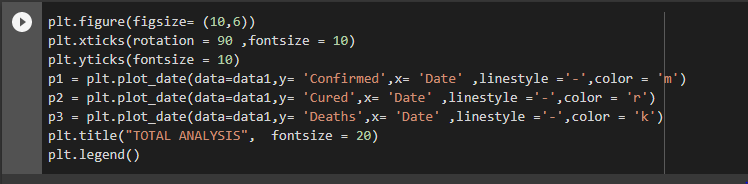 plt.figure(figsize= (10,6))
plt.xticks(rotation = 90 ,fontsize = 10)
plt.yticks(fontsize = 10)
p1 = plt.plot_date(data=data1,y= 'Confirmed',x= 'Date' ,linestyle ='-',color = 'm')
p2 = plt.plot_date(data=data1,y= 'Cured',x= 'Date' ,linestyle ='-',color = 'r')
p3 = plt.plot_date(data=data1,y= 'Deaths',x= 'Date' ,linestyle ='-',color = 'k')
plt.title("TOTAL ANALYSIS",  fontsize = 20)
plt.legend()